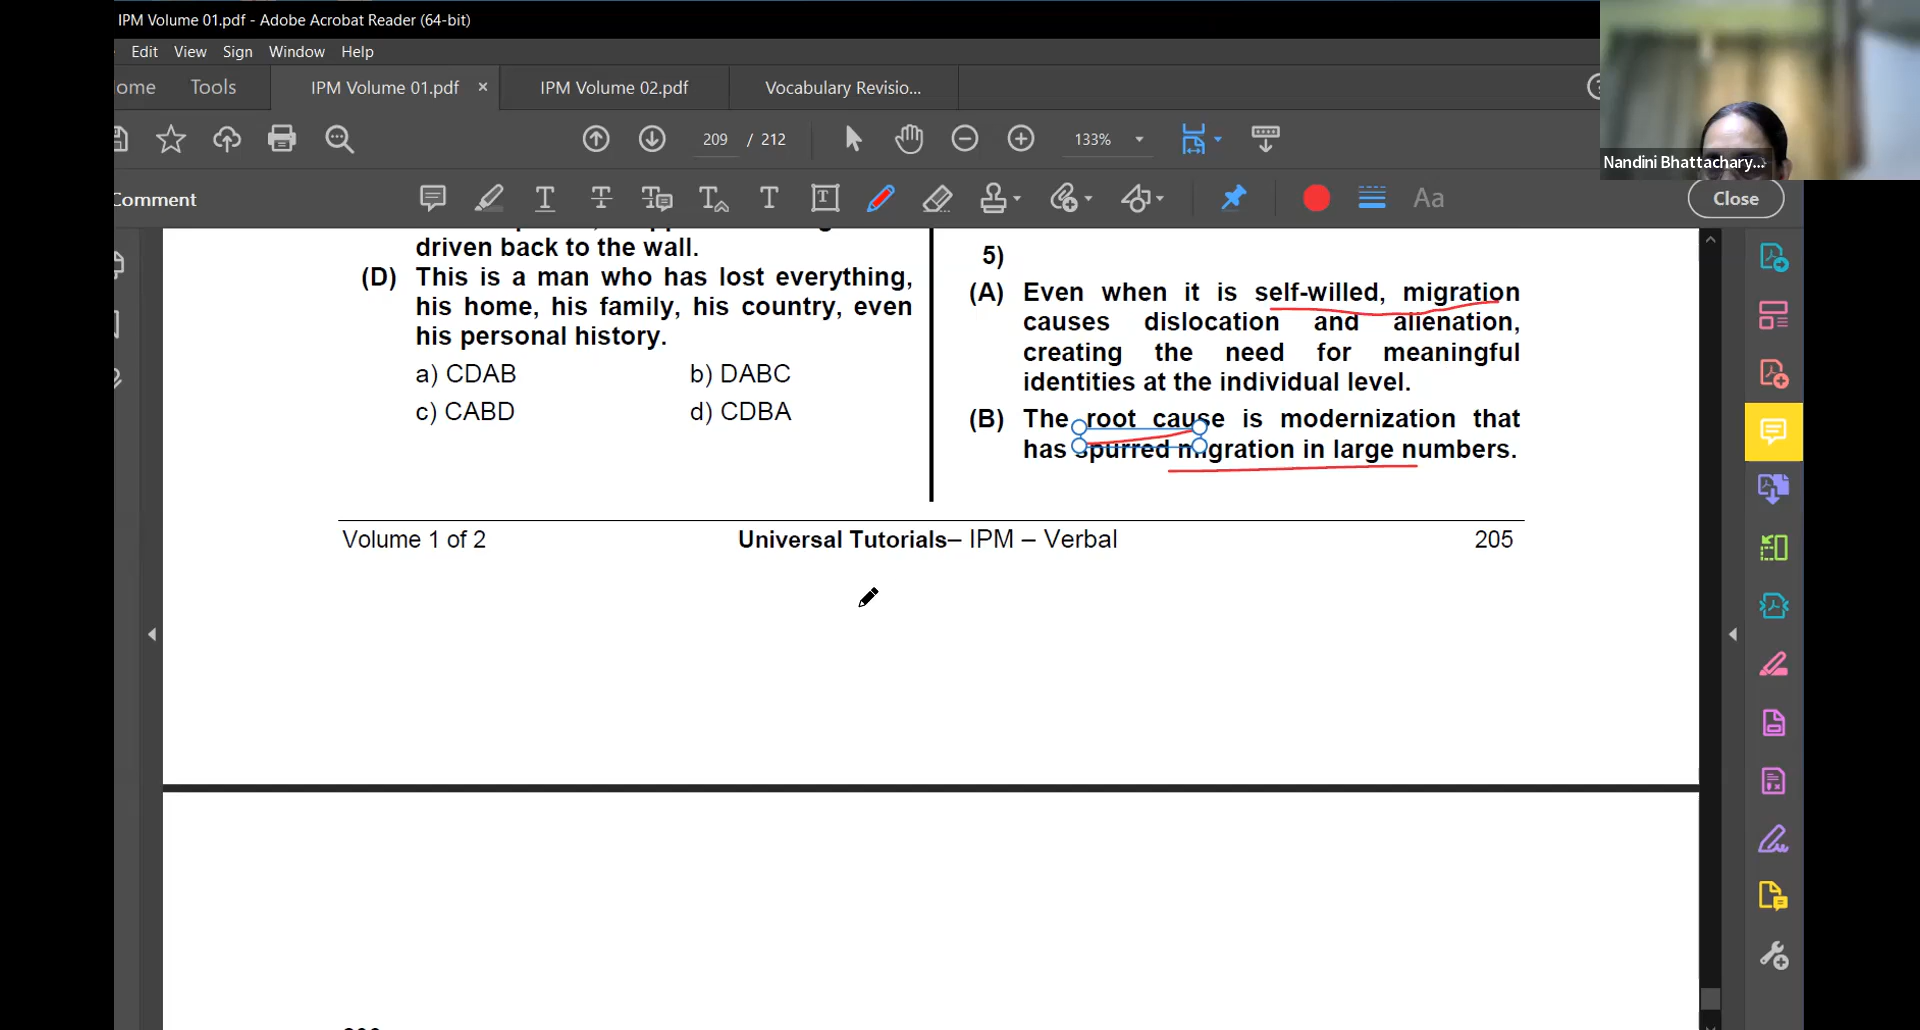 IPM Volume 01.pdf - Adobe Acrobat Reader (64-bit)
Edit View Sign Window Help
ome Tools IPM Volume 01.pdf × IPM Volume 02.pdf Vocabulary Revisio...
209 / 212 133%
Nandini Bhattachary...
Comment Aa Close
driven back to the wall.
(D) This is a man who has lost everything,
his home, his family, his country, even
his personal history.
a) CDAB b) DABC
c) CABD d) CDBA
5)
(A) Even when it is self-willed, migration
causes dislocation and alienation,
creating the need for meaningful
identities at the individual level.
(B) The root cause is modernization that
has spurred migration in large numbers.
Volume 1 of 2 Universal Tutorials– IPM – Verbal 205